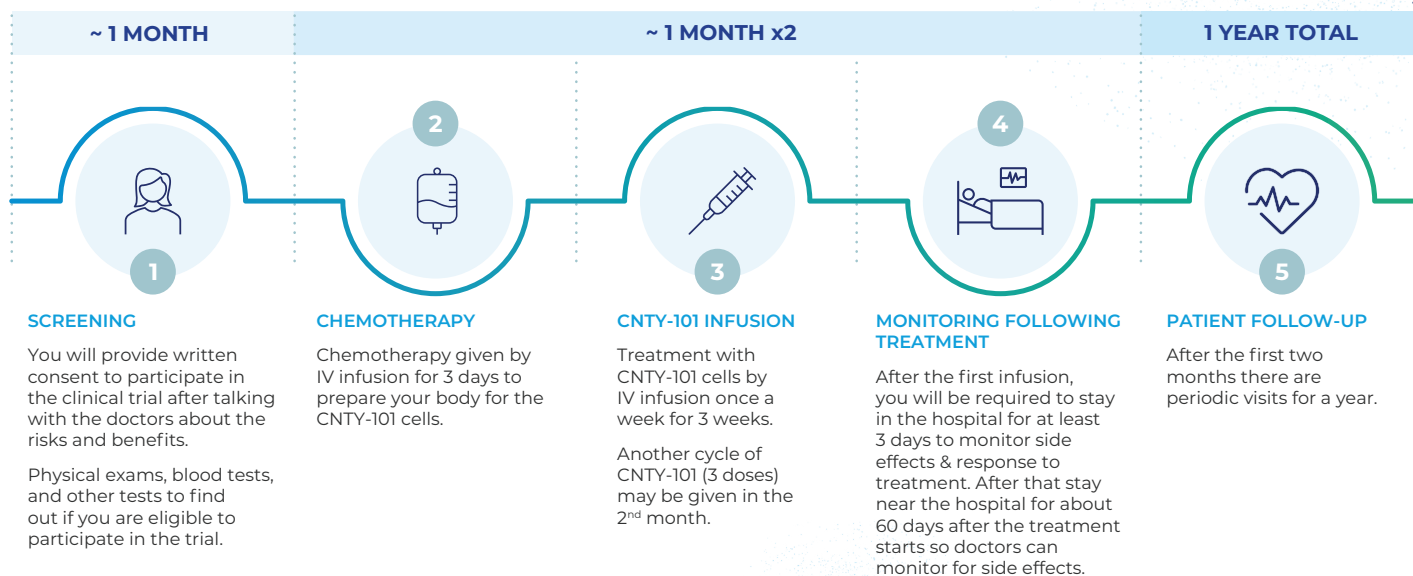 ~ 1 MONTH
~ 1 MONTH x2
1 YEAR TOTAL
1
2
3
4
5
SCREENING
You will provide written
consent to participate in
the clinical trial after talking
with the doctors about the
risks and benefits.
Physical exams, blood tests,
and other tests to find
out if you are eligible to
participate in the trial.
CHEMOTHERAPY
Chemotherapy given by
IV infusion for 3 days to
prepare your body for the
CNTY-101 cells.
CNTY-101 INFUSION
Treatment with
CNTY-101 cells by
IV infusion once a
week for 3 weeks.
Another cycle of
CNTY-101 (3 doses)
may be given in the
2nd month.
MONITORING FOLLOWING
TREATMENT
After the first infusion,
you will be required to stay
in the hospital for at least
3 days to monitor side
effects & response to
treatment. After that stay
near the hospital for about
60 days after the treatment
starts so doctors can
monitor for side effects.
PATIENT FOLLOW-UP
After the first two
months there are
periodic visits for a year.